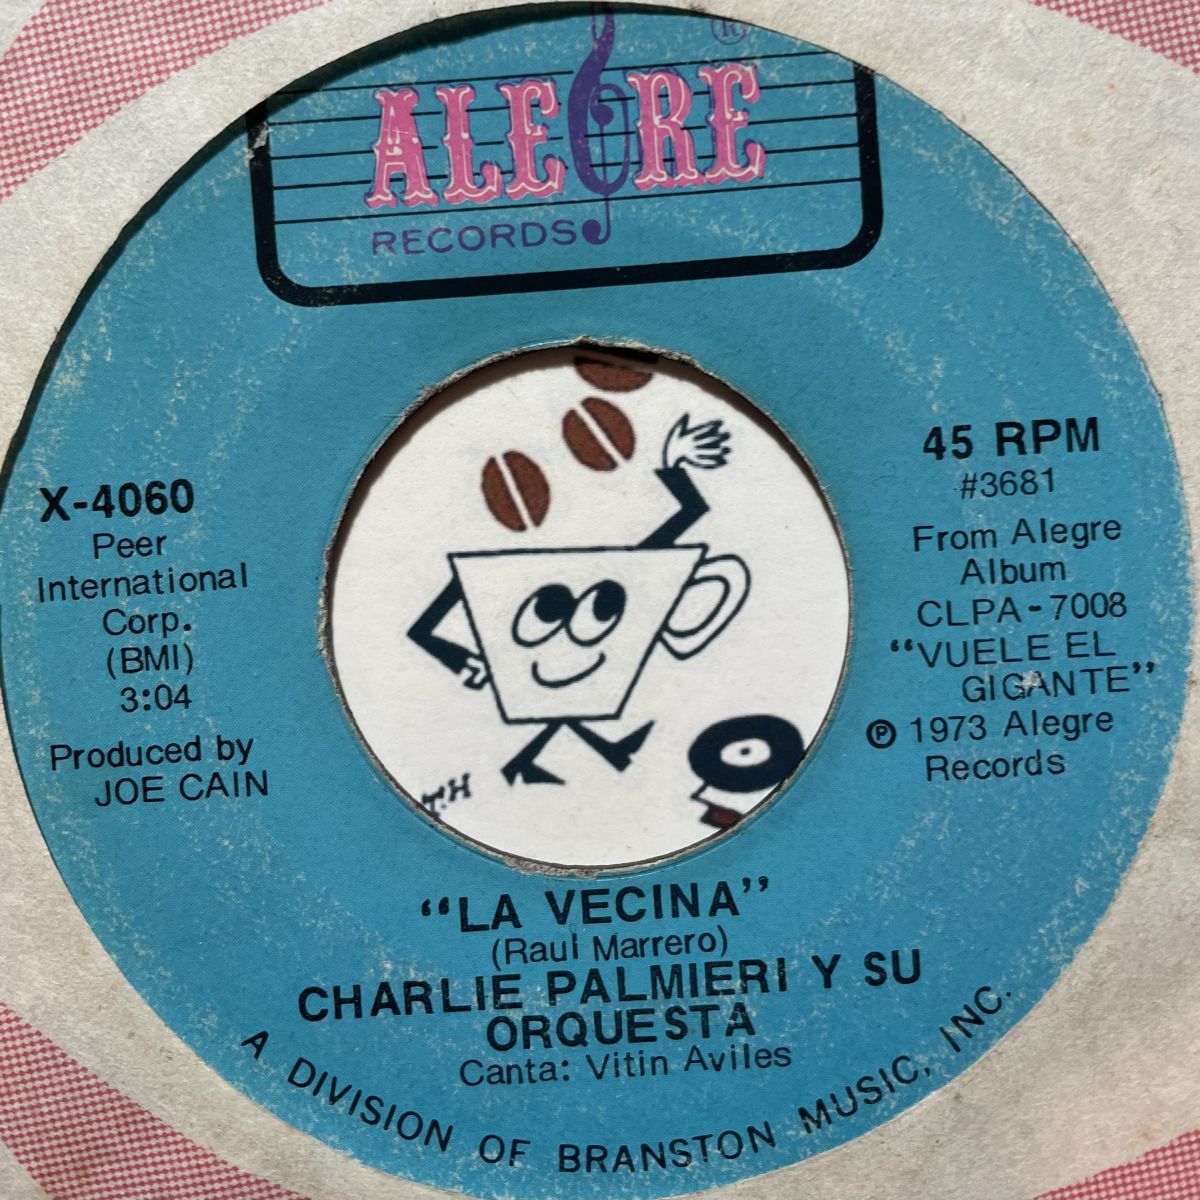 ®
ALEGRE
RECORDS
X-4060
Peer
International
Corp.
(BMI)
3:04
Produced by
JOE CAIN
45 RPM
#3681
From Alegre
Album
CLPA-7008
“VUELE EL
GIGANTE”
℗ 1973 Alegre
Records
“LA VECINA”
(Raul Marrero)
CHARLIE PALMIERI Y SU
ORQUESTA
Canta: Vitin Aviles
A DIVISION OF BRANSTON MUSIC, INC.